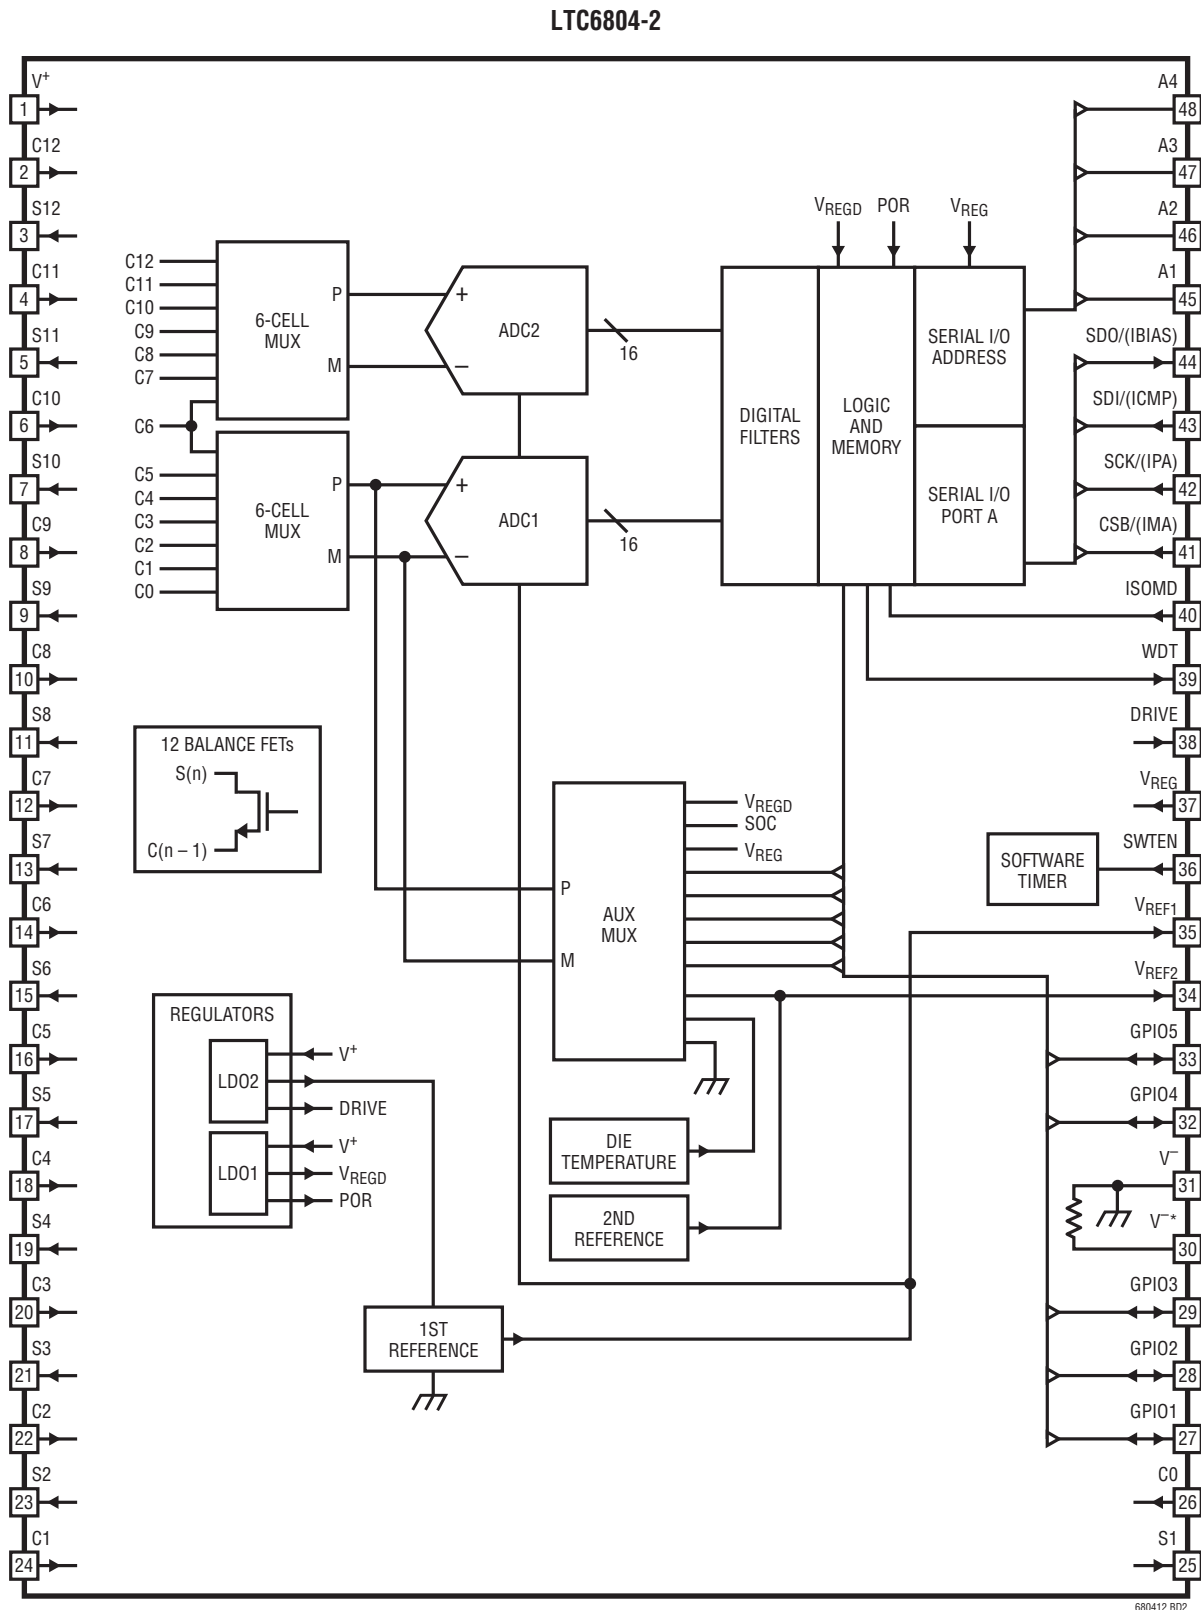 LTC6804-2
V+
1
C12
2
S12
3
C11
4
S11
5
C10
6
S10
7
C9
8
S9
9
C8
10
S8
11
C7
12
S7
13
C6
14
S6
15
C5
16
S5
17
C4
18
S4
19
C3
20
S3
21
C2
22
S2
23
C1
24
C12
C11
C10
C9
C8
C7
C6
C5
C4
C3
C2
C1
C0
6-CELL
MUX
P
M
6-CELL
MUX
P
M
+
ADC2
–
+
ADC1
–
16
16
VREGD
POR
VREG
DIGITAL
FILTERS
LOGIC
AND
MEMORY
SERIAL I/O
ADDRESS
SERIAL I/O
PORT A
12 BALANCE FETs
S(n)
C(n – 1)
P
AUX
MUX
M
VREGD
SOC
VREG
REGULATORS
LDO2
V+
DRIVE
LDO1
V+
VREGD
POR
DIE
TEMPERATURE
2ND
REFERENCE
1ST
REFERENCE
SOFTWARE
TIMER
A4
48
A3
47
A2
46
A1
45
SDO/(IBIAS)
44
SDI/(ICMP)
43
SCK/(IPA)
42
CSB/(IMA)
41
ISOMD
40
WDT
39
DRIVE
38
VREG
37
SWTEN
36
VREF1
35
VREF2
34
GPIO5
33
GPIO4
32
V–
31
V–*
30
GPIO3
29
GPIO2
28
GPIO1
27
C0
26
S1
25
680412 BD2